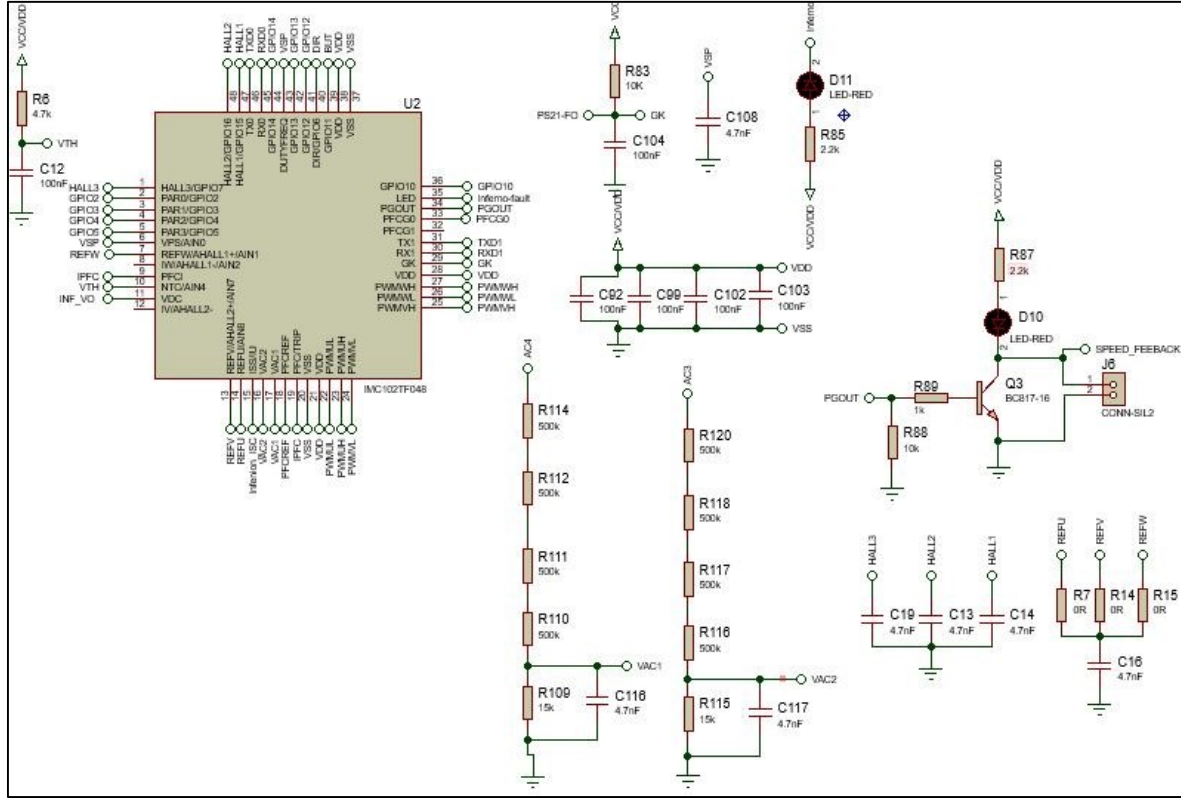 VCC/VDD
R6
4.7k
VTH
C12
100nF
HALL2
HALL1
TXD0
RXD0
GPIO14
VSP
GPIO13
GPIO12
DIR
BUT
VDD
VSS
48
47
46
45
44
43
42
41
40
39
38
37
U2
HALL2/GPIO16
HALL1/GPIO15
TX0
RX0
GPIO14
DUTYFREQ
GPIO13
GPIO12
DIR/GPIO6
GPIO11
VDD
VSS
HALL3 1 HALL3/GPIO7
GPIO2 2 PAR0/GPIO2
GPIO3 3 PAR1/GPIO3
GPIO4 4 PAR2/GPIO4
GPIO5 5 PAR3/GPIO5
VSP 6 VPS/AIN0
REFW 7 REFW/AHALL1+/AIN1
8 IW/AHALL1-/AIN2
IPFC 9 PFCI
VTH 10 NTC/AIN4
INF_VO 11 VDC
12 IV/AHALL2-
GPIO10 36 GPIO10
LED 35 Inferno-fault
PGOUT 34 PGOUT
PFCG0 33 PFCG0
PFCG1 32
TX1 31 TXD1
RX1 30 RXD1
GK 29 GK
VDD 28 VDD
PWMWH 27 PWMWH
PWMWL 26 PWMWL
PWMVH 25 PWMVH
REFV/AHALL2+/AIN7
REFU/AIN8
ISS/IU
VAC2
VAC1
PFCREF
PFC/TRIP
VSS
VDD
PWMUL
PWMUH
PWMVL
IMC102TF048
13
14
15
16
17
18
19
20
21
22
23
24
REFV
REFU
Infenion_ISC
VAC2
VAC1
PFCREF
IPFC
VSS
VDD
PWMUL
PWMUH
PWMVL
R83
10K
PS21-FO
GK
C104
100nF
VSP
C108
4.7nF
2
D11
LED-RED
1
R85
2.2k
VCC/VDD
VCC/VDD
VDD
C92
100nF
C99
100nF
C102
100nF
C103
100nF
VSS
VCC/VDD
R87
2.2k
1
D10
LED-RED
2
SPEED_FEEBACK
J6
1
2
CONN-SIL2
Q3
BC817-16
PGOUT
R89
1k
R88
10k
AC4
R114
500k
R112
500k
R111
500k
R110
500k
VAC1
R109
15k
C116
4.7nF
AC3
R120
500k
R118
500k
R117
500k
R116
500k
VAC2
R115
15k
C117
4.7nF
HALL3
HALL2
HALL1
C19
4.7nF
C13
4.7nF
C14
4.7nF
REFU
REFV
REFW
R7
0R
R14
0R
R15
0R
C16
4.7nF